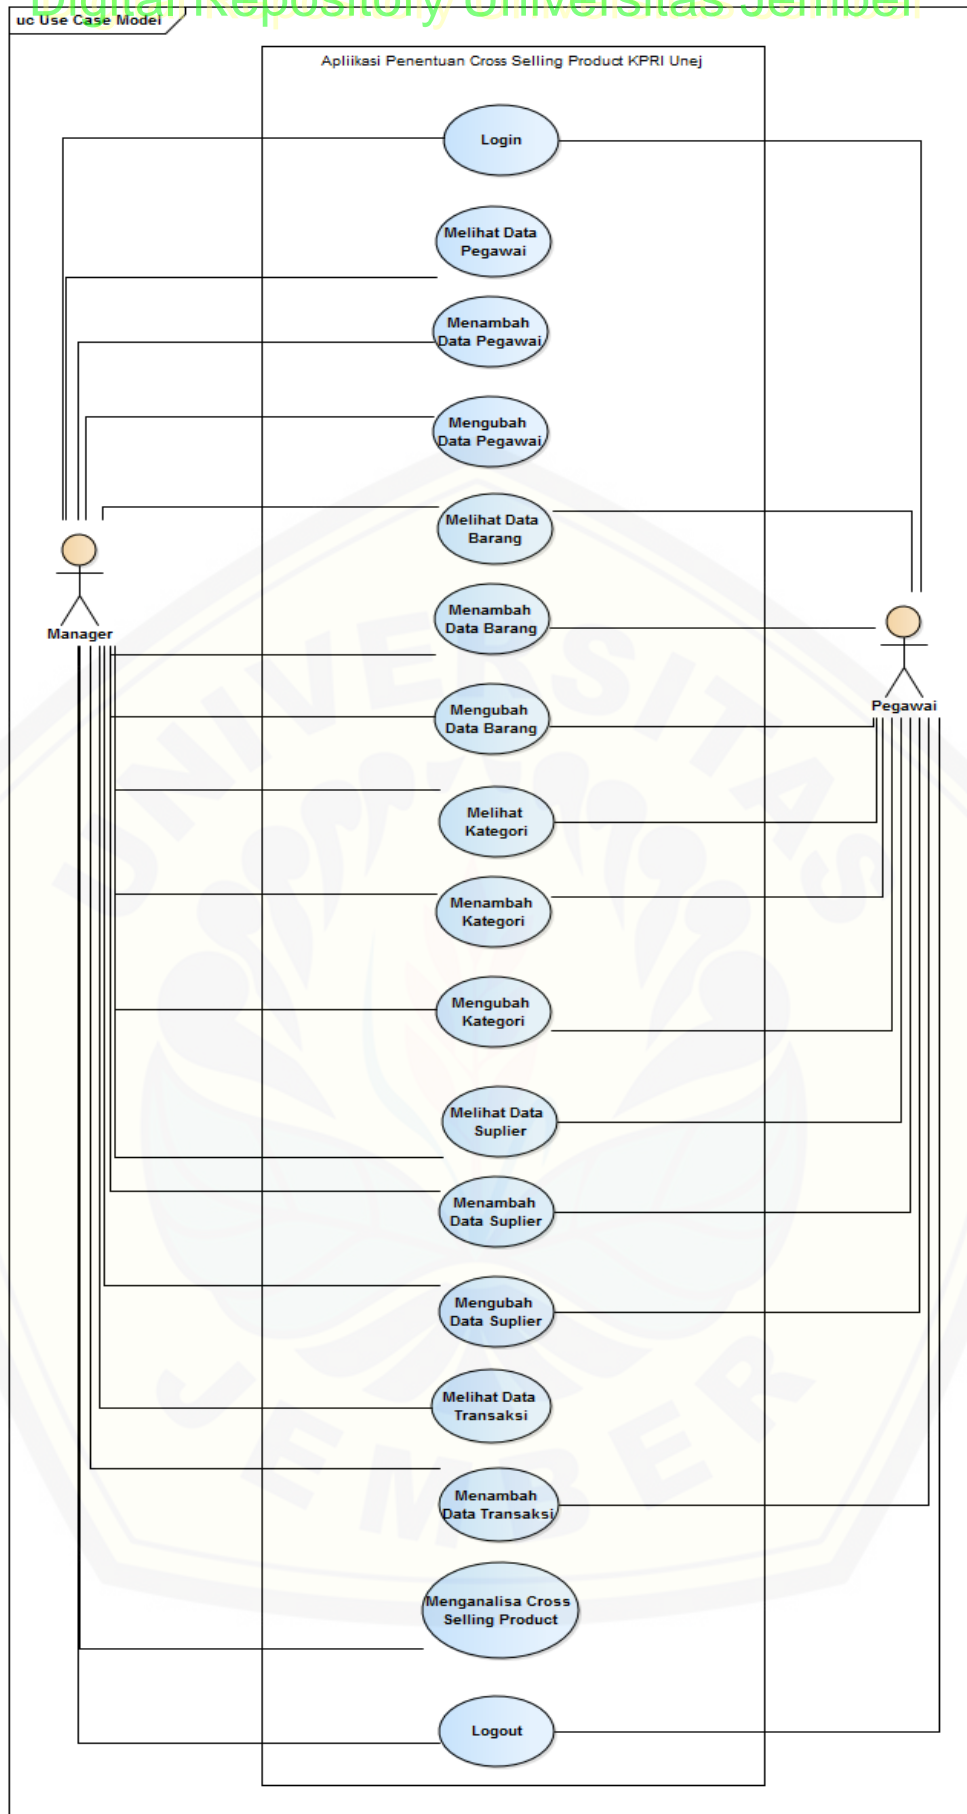 Digital Repository Universitas Jember
uc Use Case Model
Apliikasi Penentuan Cross Selling Product KPRI Unej
Login
Melihat Data
Pegawai
Menambah
Data Pegawai
Mengubah
Data Pegawai
Melihat Data
Barang
Manager
Menambah
Data Barang
Pegawai
Mengubah
Data Barang
Melihat
Kategori
Menambah
Kategori
Mengubah
Kategori
Melihat Data
Suplier
Menambah
Data Suplier
Mengubah
Data Suplier
Melihat Data
Transaksi
Menambah
Data Transaksi
Menganalisa Cross
Selling Product
Logout
UNIVERSITAS
JEMBER